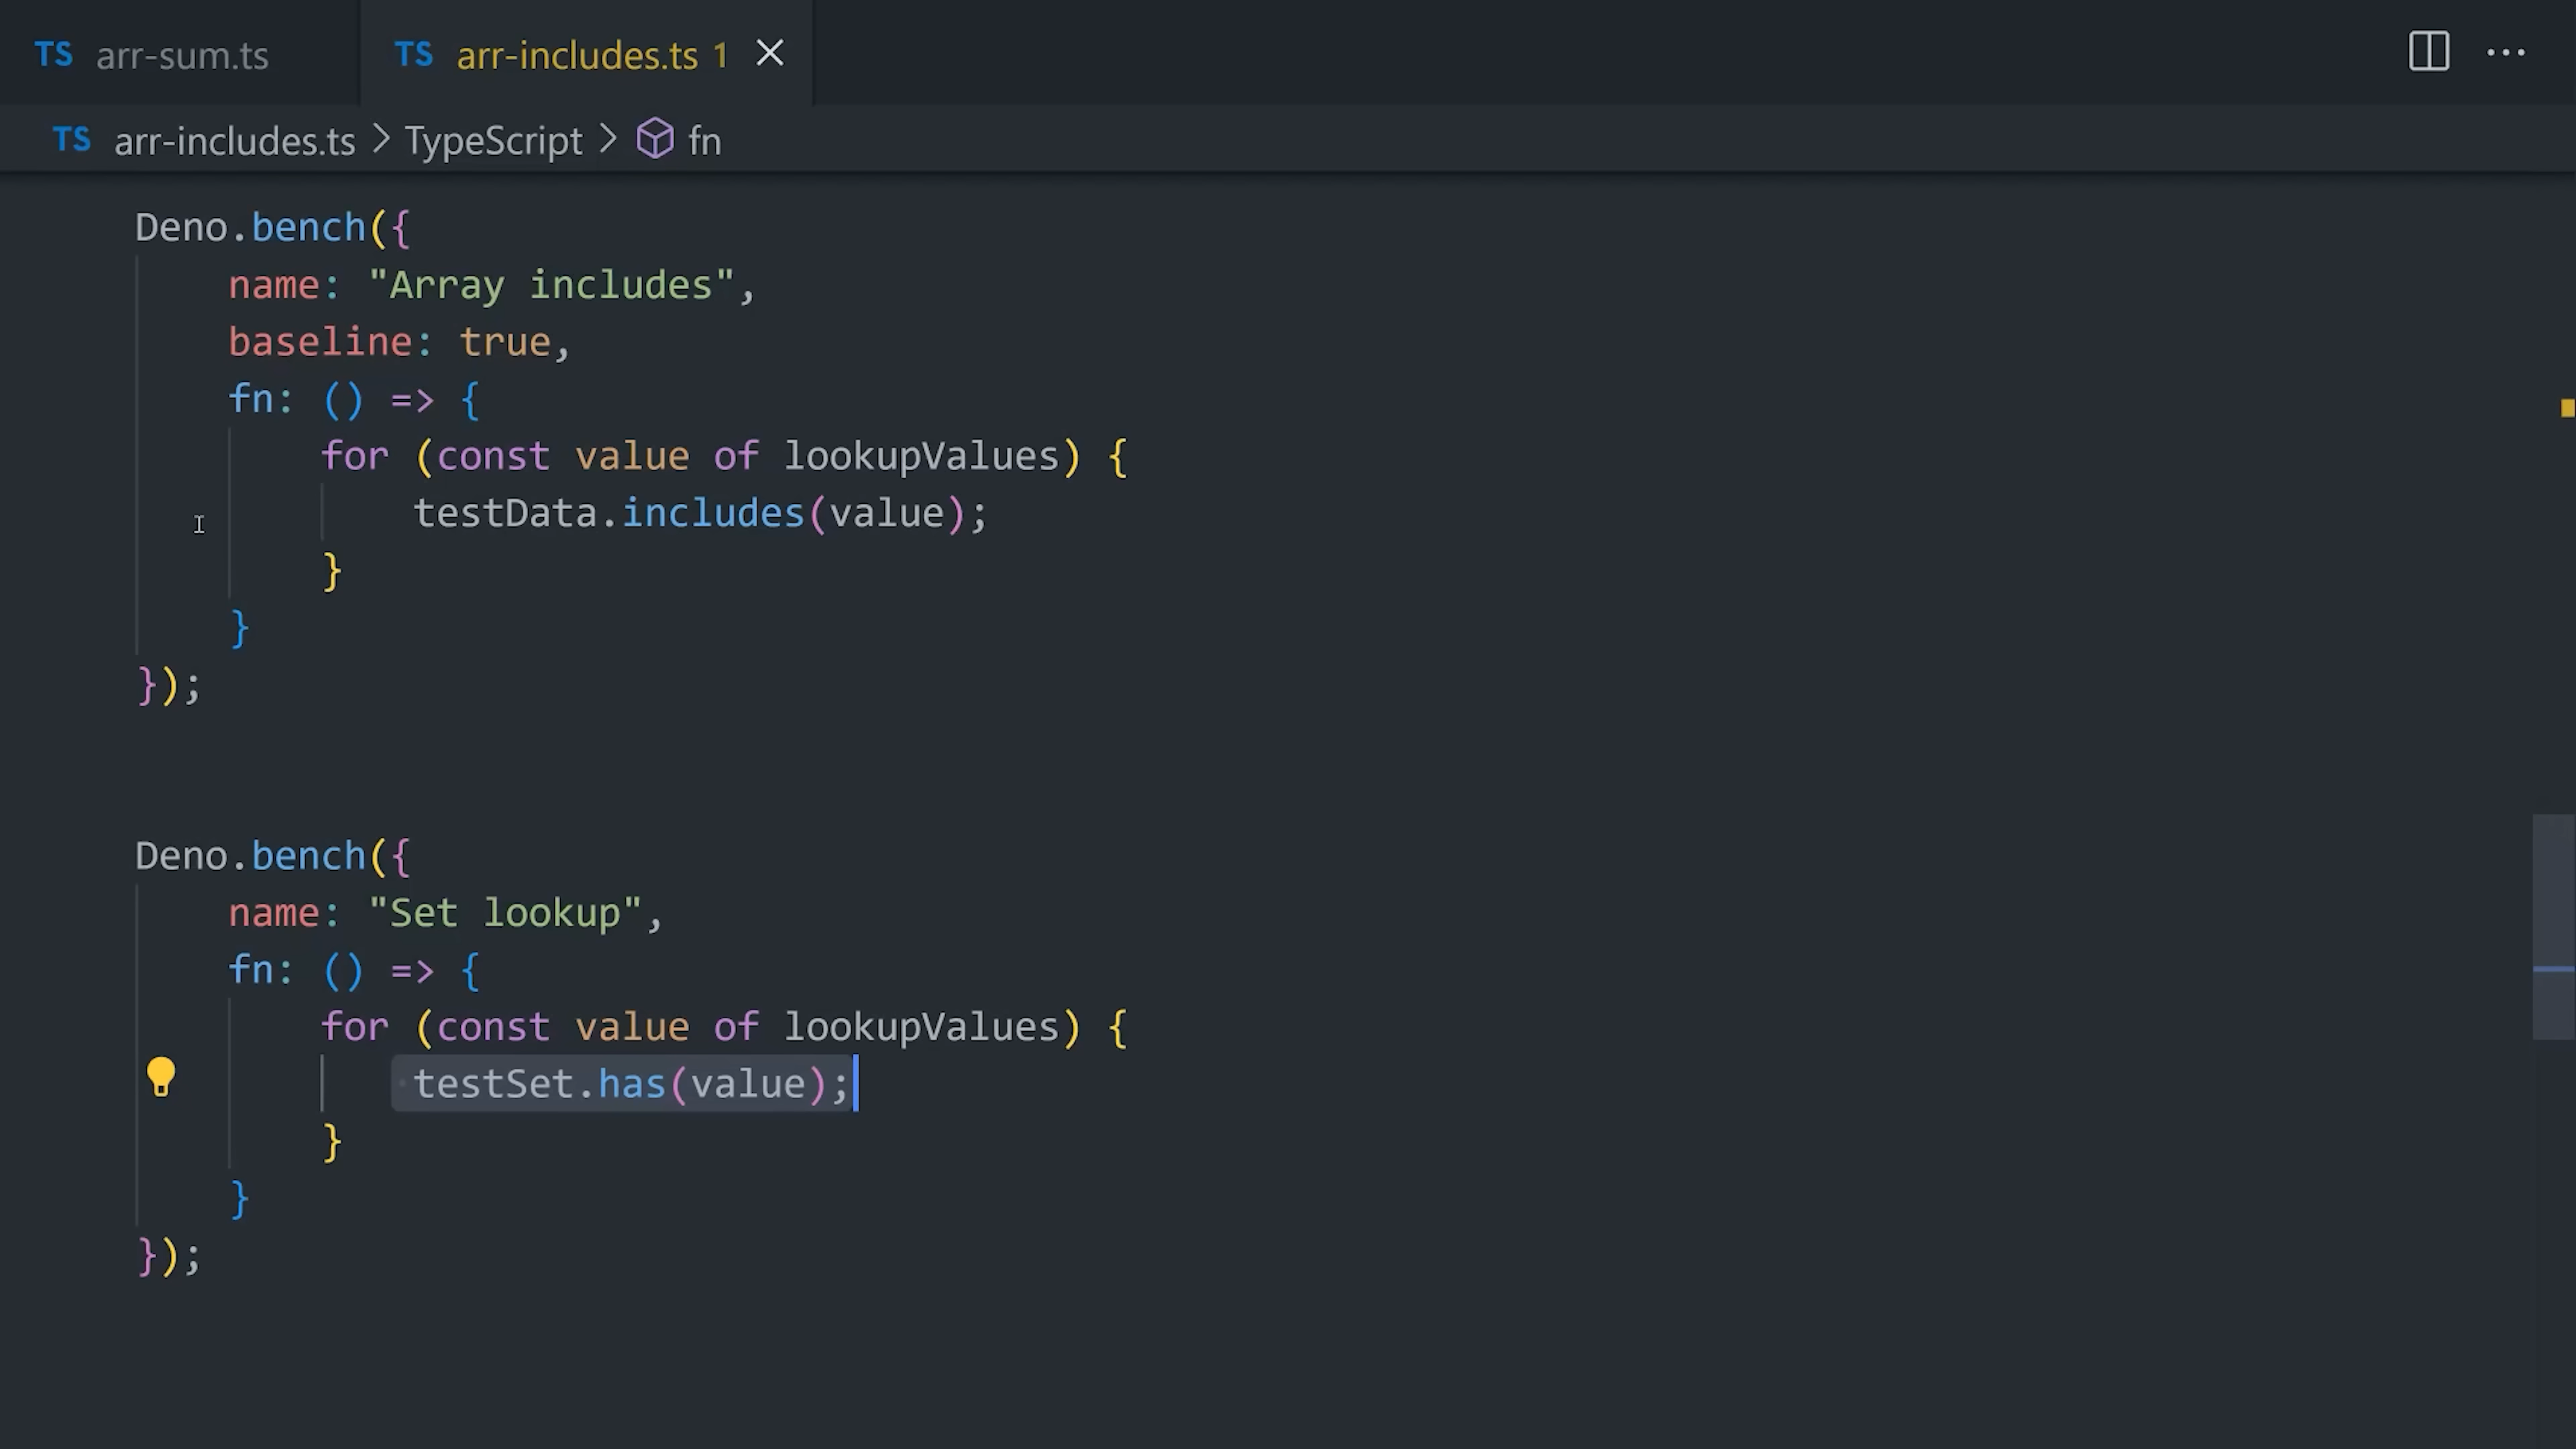 TS arr-sum.ts TS arr-includes.ts 1
TS arr-includes.ts > TypeScript > fn
Deno.bench({
    name: "Array includes",
    baseline: true,
    fn: () => {
        for (const value of lookupValues) {
            testData.includes(value);
        }
    }
});
Deno.bench({
    name: "Set lookup",
    fn: () => {
        for (const value of lookupValues) {
            testSet.has(value);
        }
    }
});